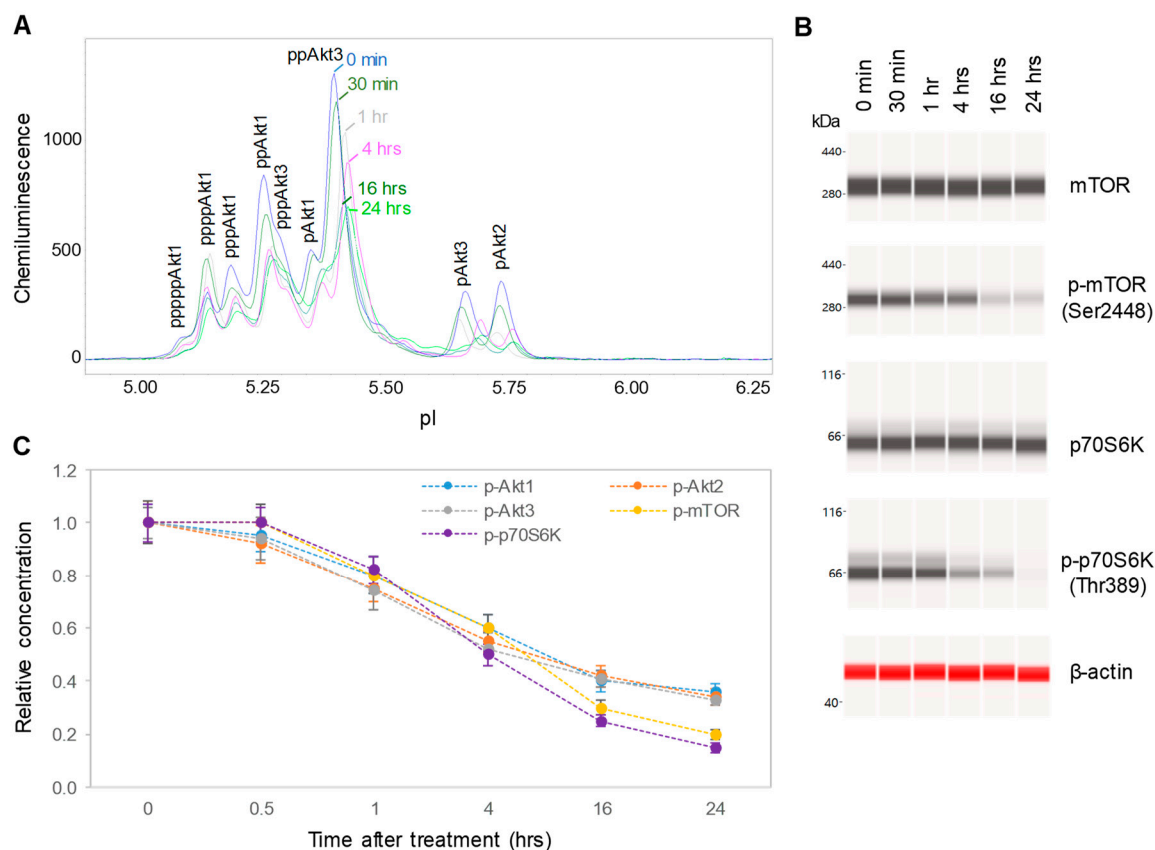 A
Chemiluminescence
1000
500
0
pppppAkt1
ppppAkt1
pppAkt1
ppAkt1
pppAkt3
pAkt1
ppAkt3
0 min
30 min
1 hr
4 hrs
16 hrs
24 hrs
pAkt3
pAkt2
5.00 5.25 5.50 5.75 6.00 6.25
pI
B
0 min 30 min 1 hr 4 hrs 16 hrs 24 hrs
kDa
440-
280-
mTOR
440-
280-
p-mTOR
(Ser2448)
116-
66-
p70S6K
116-
66-
p-p70S6K
(Thr389)
40-
β-actin
C
Relative concentration
1.2
1.0
0.8
0.6
0.4
0.2
0.0
p-Akt1 p-Akt2
p-Akt3 p-mTOR
p-p70S6K
0 0.5 1 4 16 24
Time after treatment (hrs)